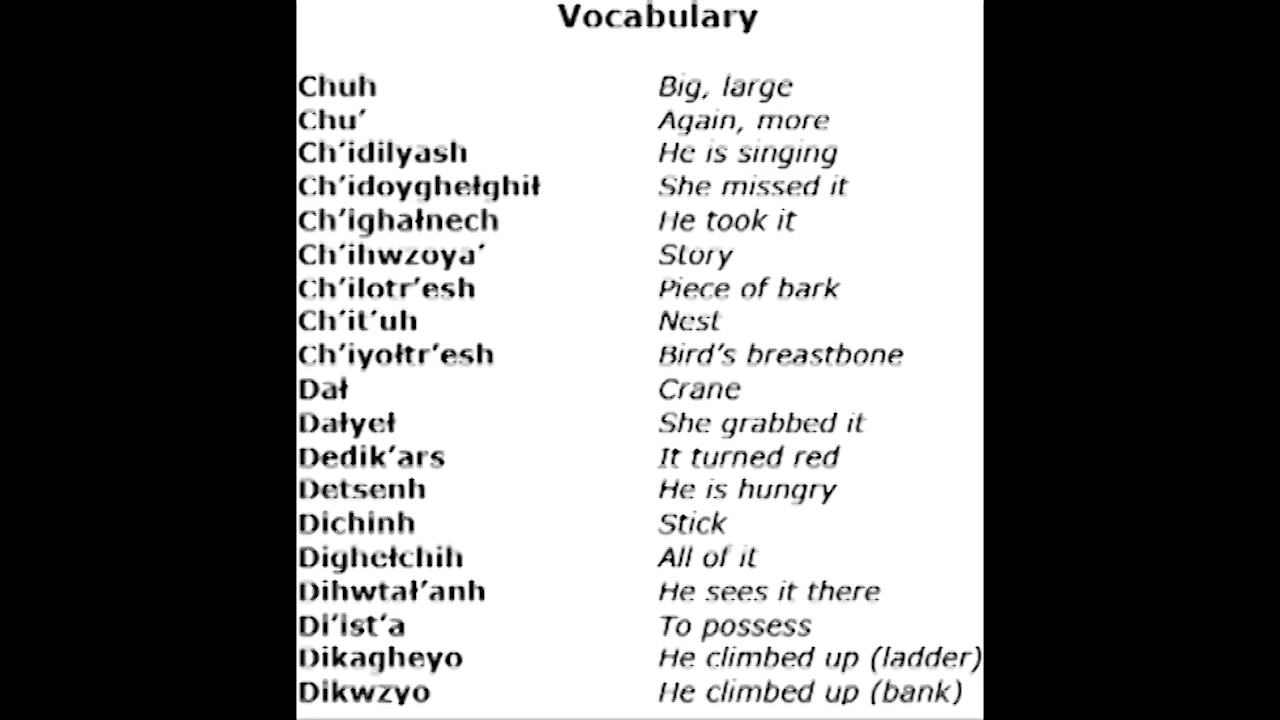 Vocabulary
Chuh Big, large
Chu’ Again, more
Ch’idilyash He is singing
Ch’idoyghełghił She missed it
Ch’ighałnech He took it
Ch’ihwzoya’ Story
Ch’ilotr’esh Piece of bark
Ch’it’uh Nest
Ch’iyołtr’esh Bird’s breastbone
Dał Crane
Dałyeł She grabbed it
Dedik’ars It turned red
Detsenh He is hungry
Dichinh Stick
Dighełchih All of it
Dihwtał’anh He sees it there
Di’ist’a To possess
Dikagheyo He climbed up (ladder)
Dikwzyo He climbed up (bank)